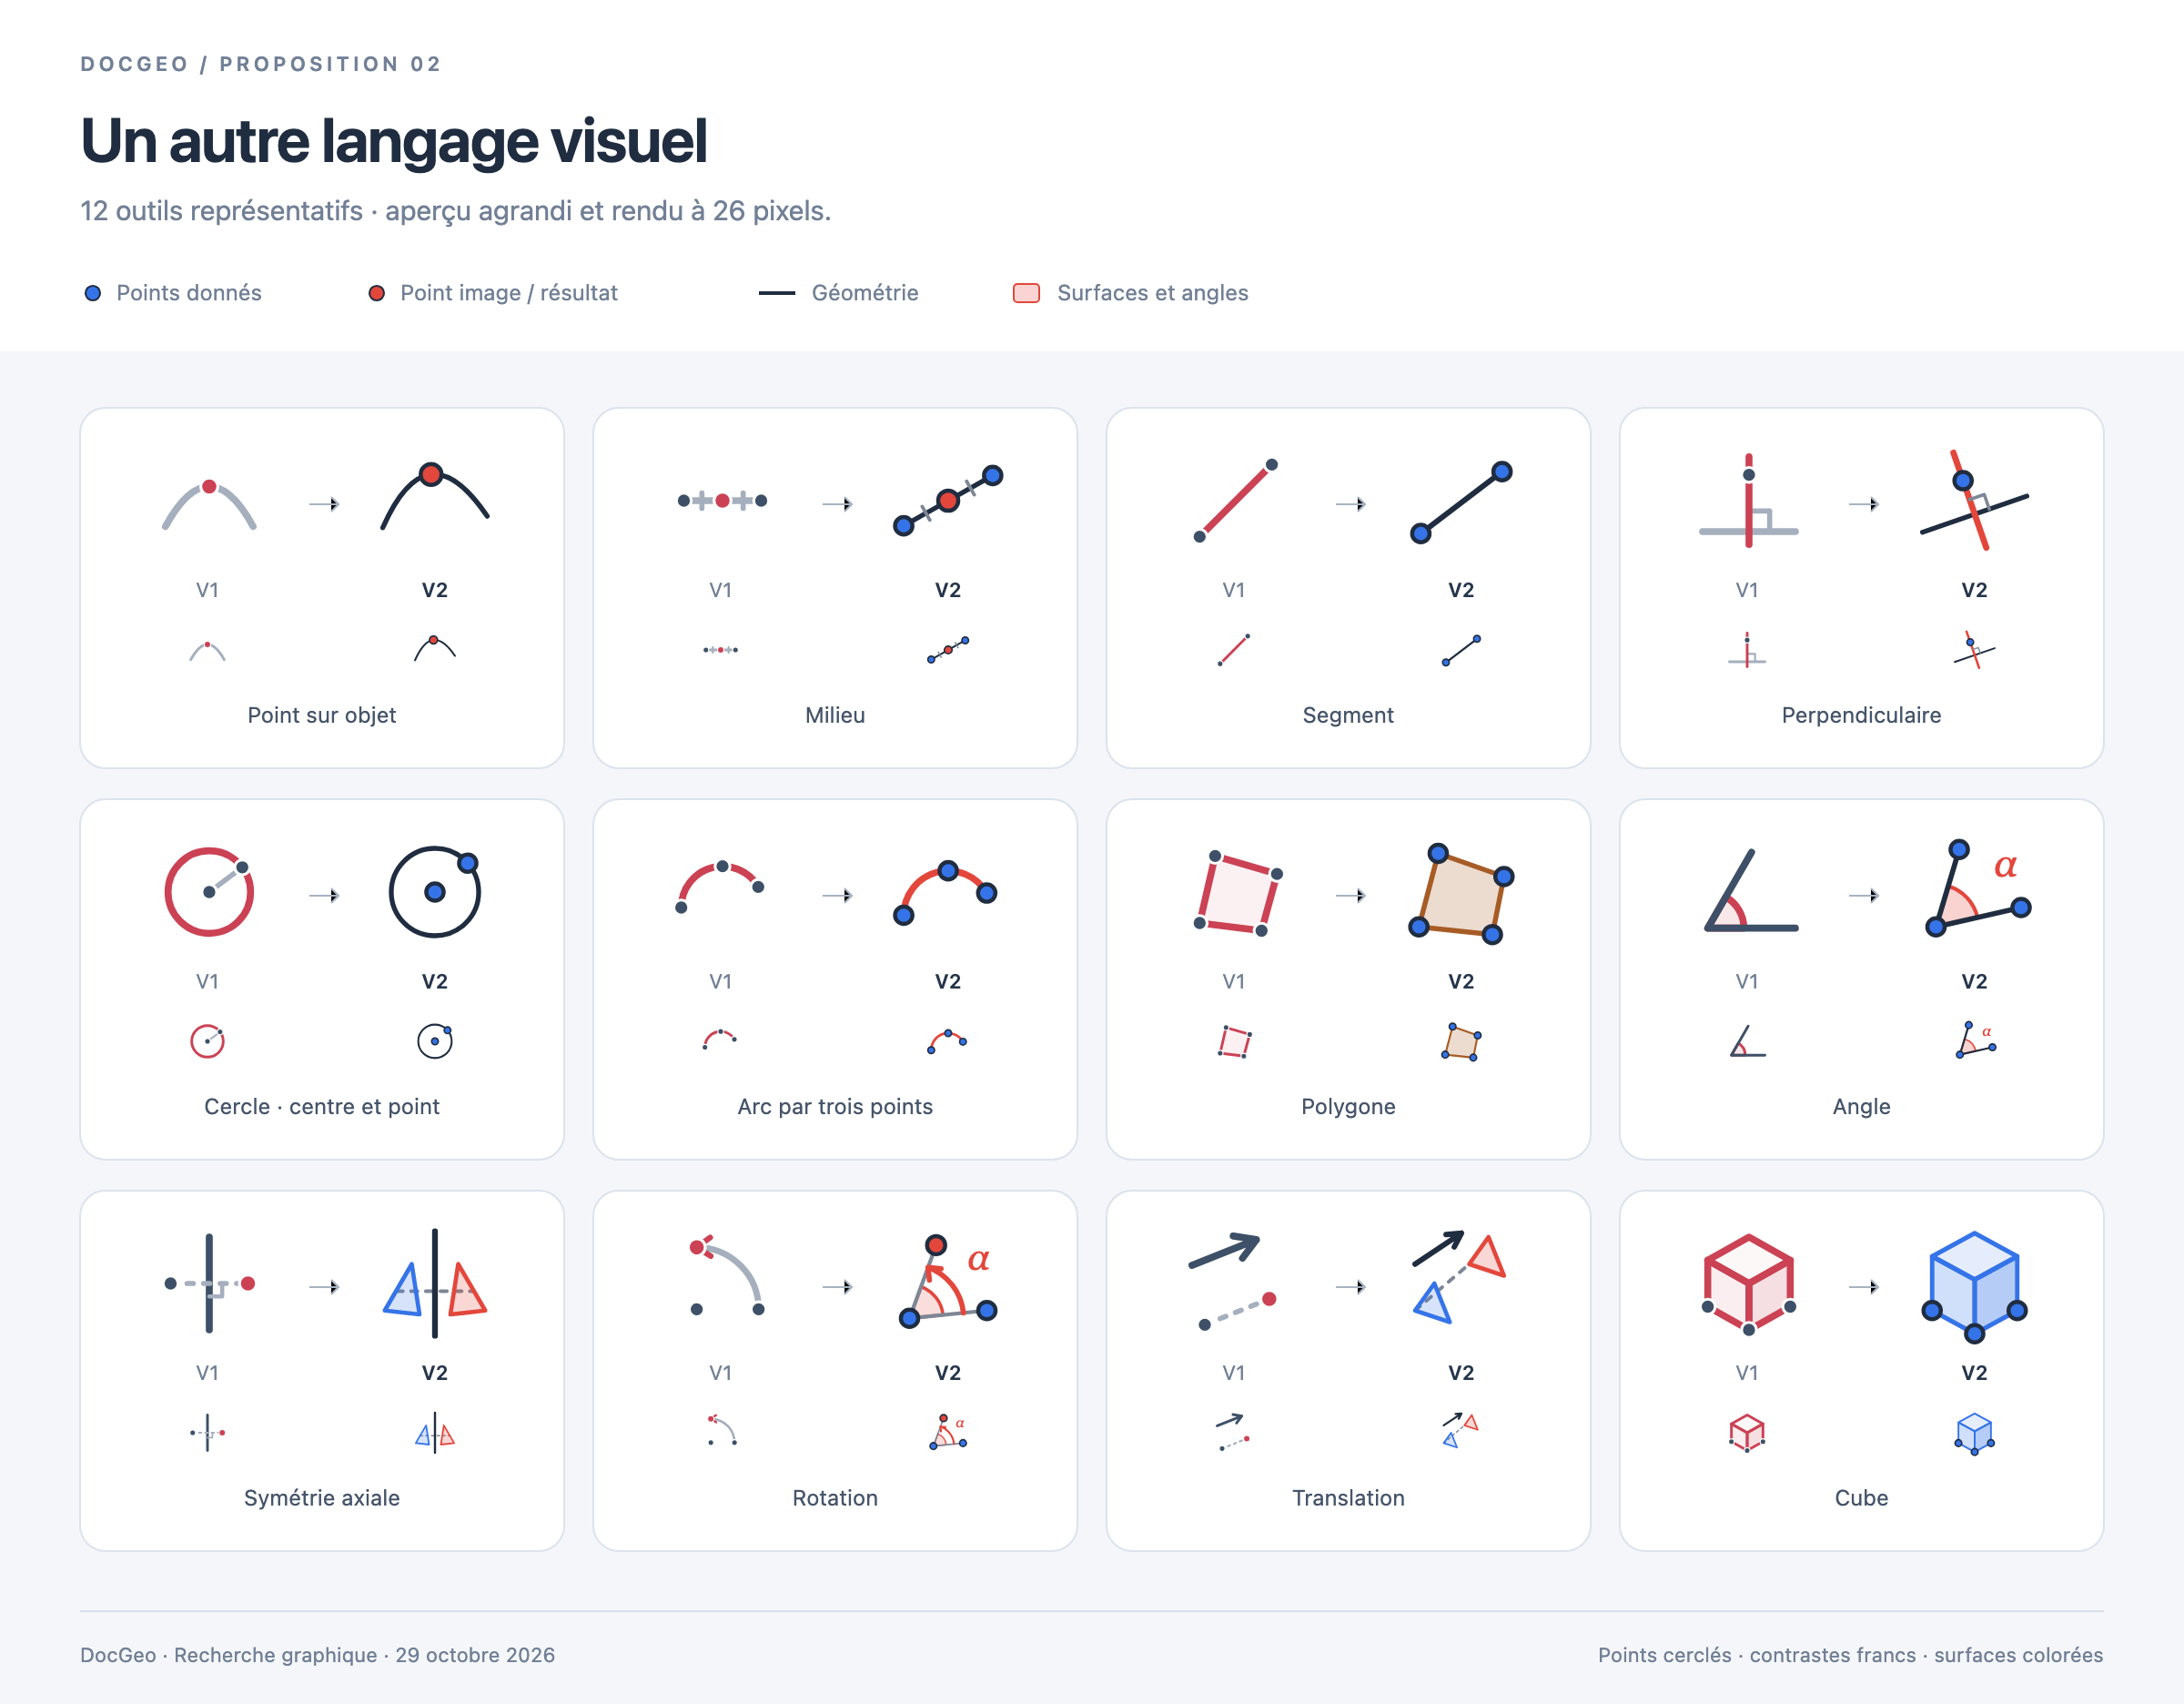 DOCGEO / PROPOSITION 02
Un autre langage visuel
12 outils représentatifs · aperçu agrandi et rendu à 26 pixels.
Points donnés
Point image / résultat
Géométrie
Surfaces et angles
V1
V2
Point sur objet
V1
V2
Milieu
V1
V2
Segment
V1
V2
Perpendiculaire
V1
V2
Cercle · centre et point
V1
V2
Arc par trois points
V1
V2
Polygone
α
V1
V2
α
Angle
V1
V2
Symétrie axiale
α
V1
V2
α
Rotation
V1
V2
Translation
V1
V2
Cube
DocGeo · Recherche graphique · 29 octobre 2026
Points cerclés · contrastes francs · surfaces colorées